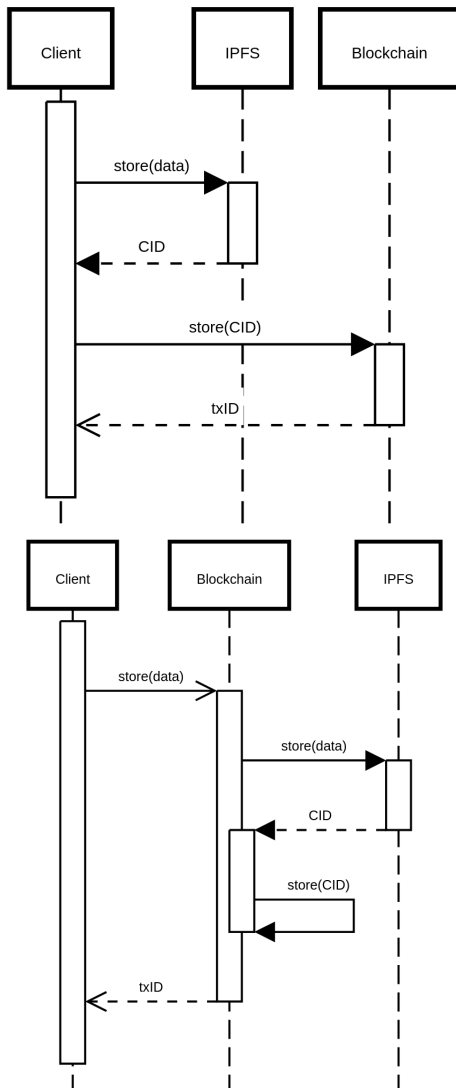 Client
IPFS
Blockchain
store(data)
CID
store(CID)
txID
Client
Blockchain
IPFS
store(data)
store(data)
CID
store(CID)
txID